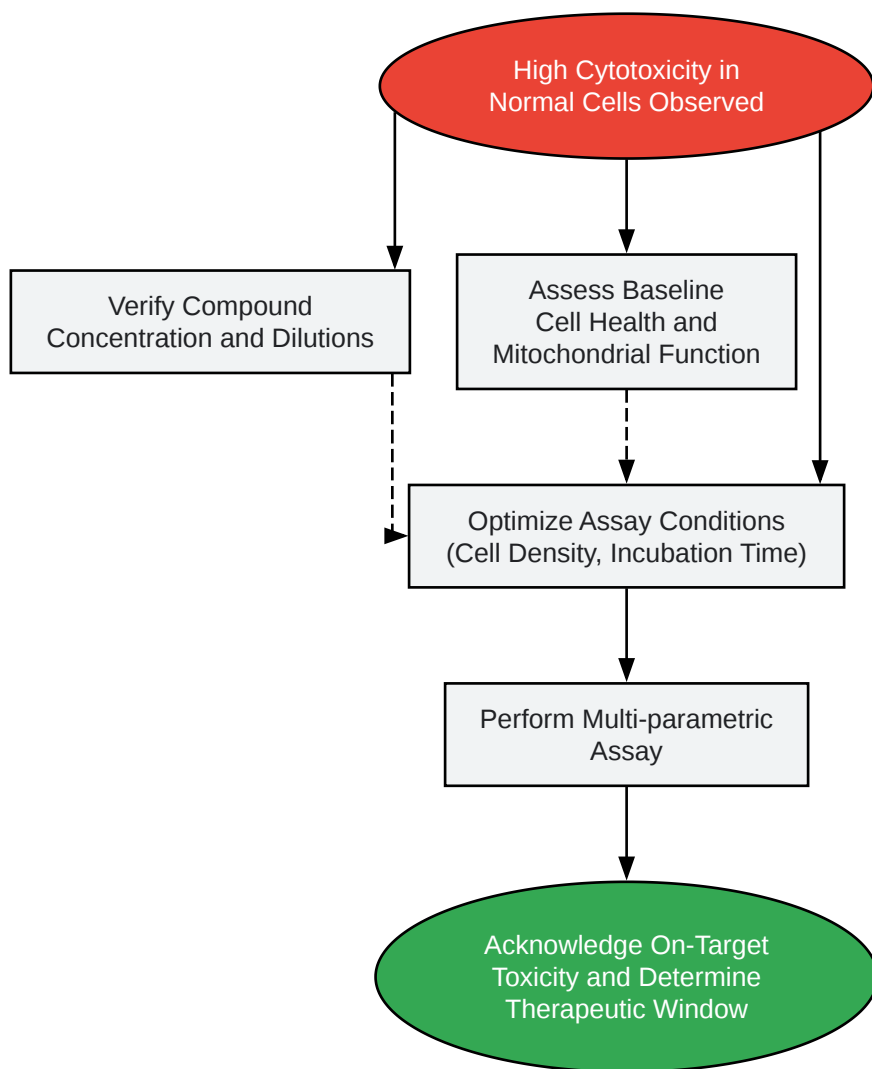 High Cytotoxicity in
Normal Cells Observed
Verify Compound
Concentration and Dilutions
Assess Baseline
Cell Health and
Mitochondrial Function
Optimize Assay Conditions
(Cell Density, Incubation Time)
Perform Multi-parametric
Assay
Acknowledge On-Target
Toxicity and Determine
Therapeutic Window